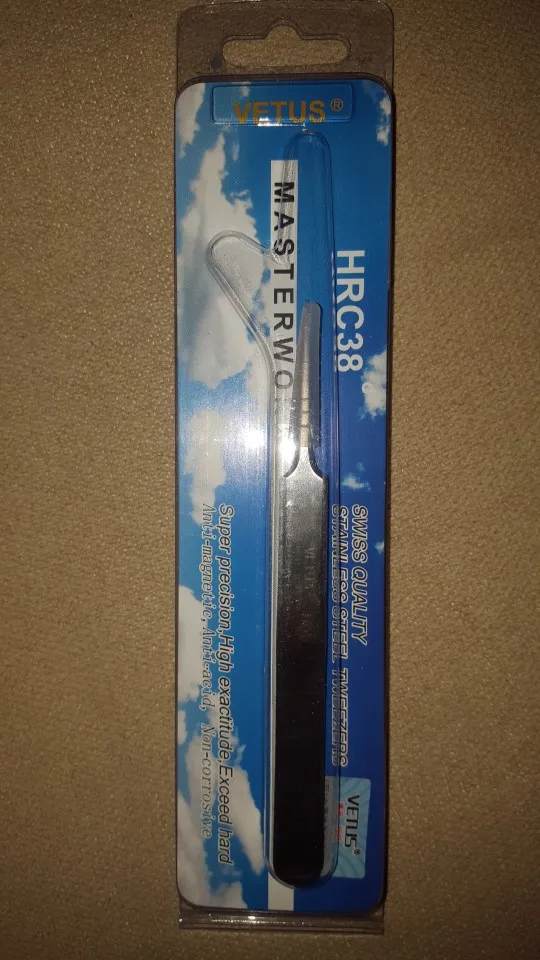 VETUS®
MASTERWO
HRC38
SWISS QUALITY
STAINLESS STEEL TWEEZERS
Super precision,High exactitude,Exceed hard
Anti-magnetic, Anti-acid, Non-corrosive
VETUS®